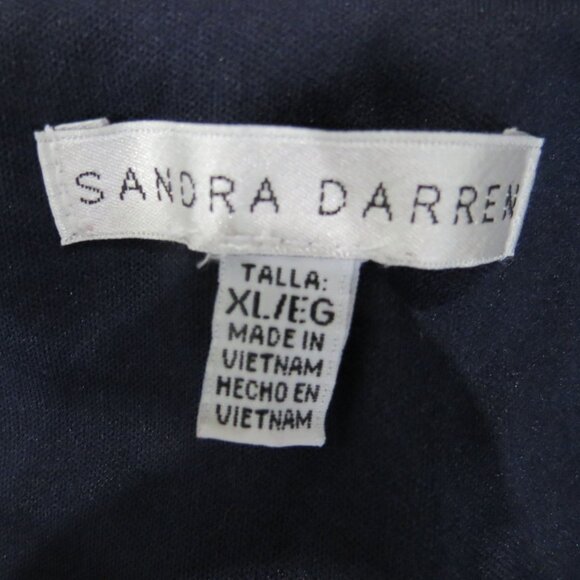 SANDRA DARREN
TALLA:
XL/EG
MADE IN
VIETNAM
HECHO EN
VIETNAM